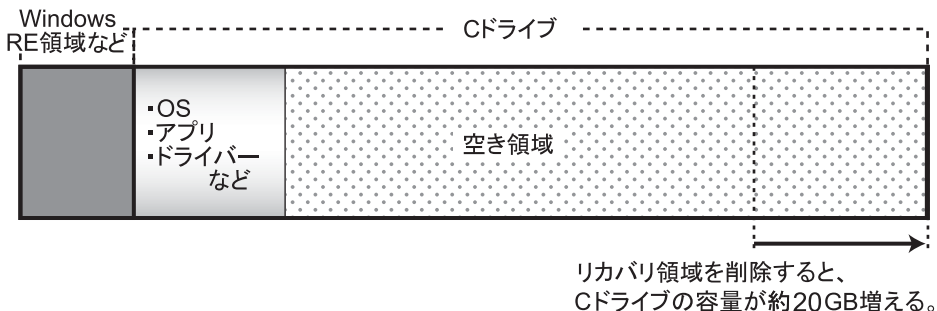 Windows
RE領域など
Cドライブ
・OS
・アプリ
・ドライバー
など
空き領域
リカバリ領域を削除すると、
Cドライブの容量が約20GB増える。